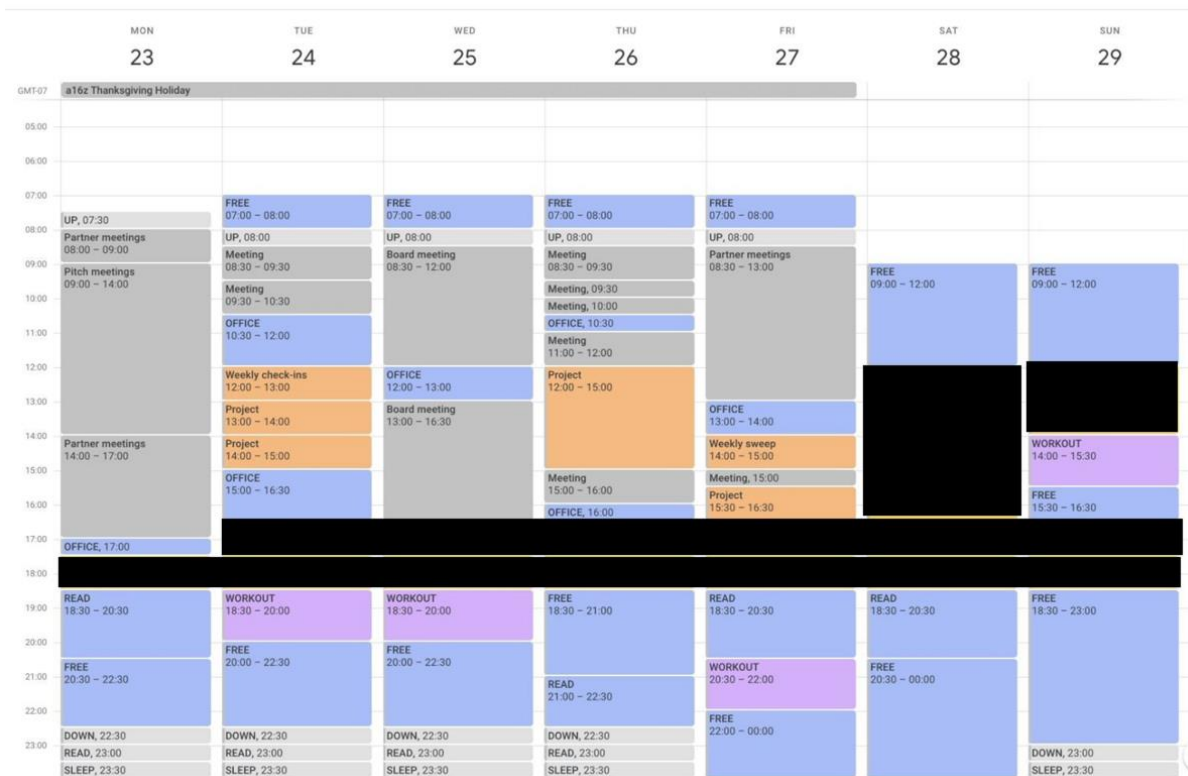 MON
TUE
WED
THU
FRI
SAT
SUN
23
24
25
26
27
28
29
GMT-07
a16z Thanksgiving Holiday
05:00
06:00
07:00
08:00
09:00
10:00
11:00
12:00
13:00
14:00
15:00
16:00
17:00
18:00
19:00
20:00
21:00
22:00
23:00
UP, 07:30
Partner meetings
08:00 – 09:00
Pitch meetings
09:00 – 14:00
Partner meetings
14:00 – 17:00
OFFICE, 17:00
READ
18:30 – 20:30
FREE
20:30 – 22:30
DOWN, 22:30
READ, 23:00
SLEEP, 23:30
FREE
07:00 – 08:00
UP, 08:00
Meeting
08:30 – 09:30
Meeting
09:30 – 10:30
OFFICE
10:30 – 12:00
Weekly check-ins
12:00 – 13:00
Project
13:00 – 14:00
Project
14:00 – 15:00
OFFICE
15:00 – 16:30
WORKOUT
18:30 – 20:00
FREE
20:00 – 22:30
DOWN, 22:30
READ, 23:00
SLEEP, 23:30
FREE
07:00 – 08:00
UP, 08:00
Board meeting
08:30 – 12:00
OFFICE
12:00 – 13:00
Board meeting
13:00 – 16:30
WORKOUT
18:30 – 20:00
FREE
20:00 – 22:30
DOWN, 22:30
READ, 23:00
SLEEP, 23:30
FREE
07:00 – 08:00
UP, 08:00
Meeting
08:30 – 09:30
Meeting, 09:30
Meeting, 10:00
OFFICE, 10:30
Meeting
11:00 – 12:00
Project
12:00 – 15:00
Meeting
15:00 – 16:00
OFFICE, 16:00
FREE
18:30 – 21:00
READ
21:00 – 22:30
DOWN, 22:30
READ, 23:00
SLEEP, 23:30
FREE
07:00 – 08:00
UP, 08:00
Partner meetings
08:30 – 13:00
OFFICE
13:00 – 14:00
Weekly sweep
14:00 – 15:00
Meeting, 15:00
Project
15:30 – 16:30
READ
18:30 – 20:30
WORKOUT
20:30 – 22:00
FREE
22:00 – 00:00
FREE
09:00 – 12:00
READ
18:30 – 20:30
FREE
20:30 – 00:00
FREE
09:00 – 12:00
WORKOUT
14:00 – 15:30
FREE
15:30 – 16:30
FREE
18:30 – 23:00
DOWN, 23:00
SLEEP, 23:30